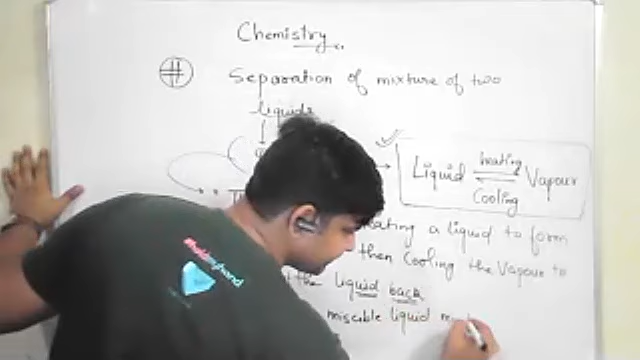 Chemistry
Separation of mixture of two
liquids
Liquid heating Vapour
Cooling
a liquid to form
then Cooling the Vapour to
the liquid back
miscible liquid